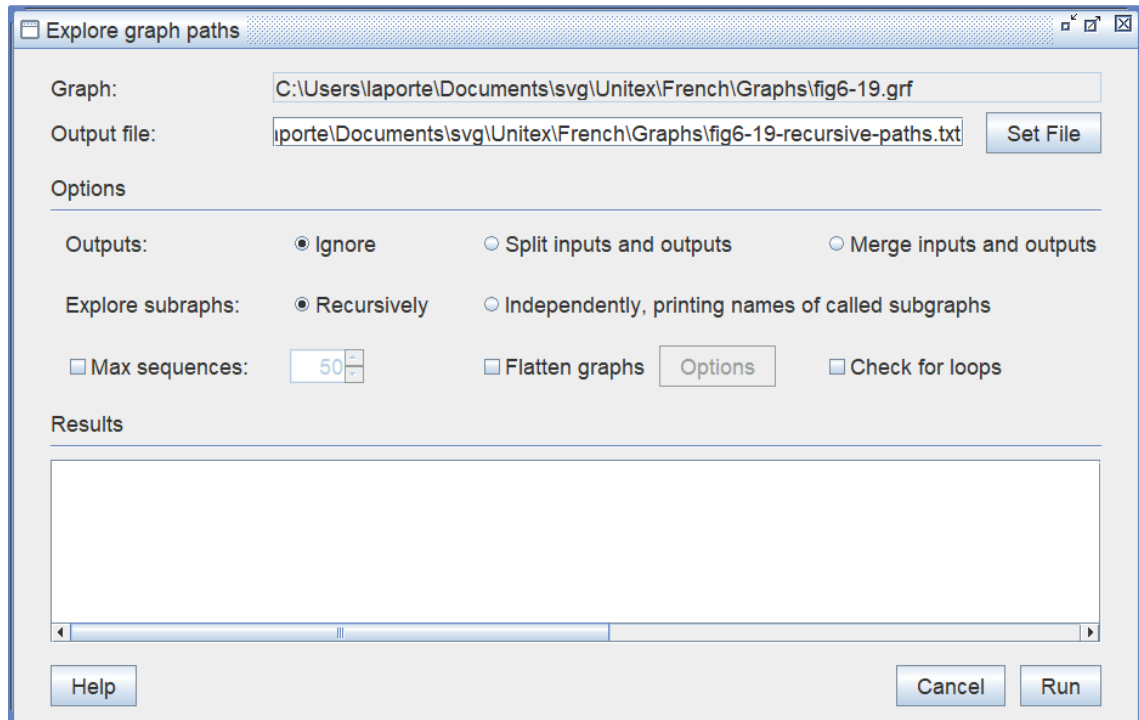 Explore graph paths
Graph: C:\Users\laporte\Documents\svg\Unitex\French\Graphs\fig6-19.grf
Output file: aporte\Documents\svg\Unitex\French\Graphs\fig6-19-recursive-paths.txt Set File
Options
Outputs: Ignore Split inputs and outputs Merge inputs and outputs
Explore subraphs: Recursively Independently, printing names of called subgraphs
Max sequences: 50 Flatten graphs Options Check for loops
Results
Help Cancel Run